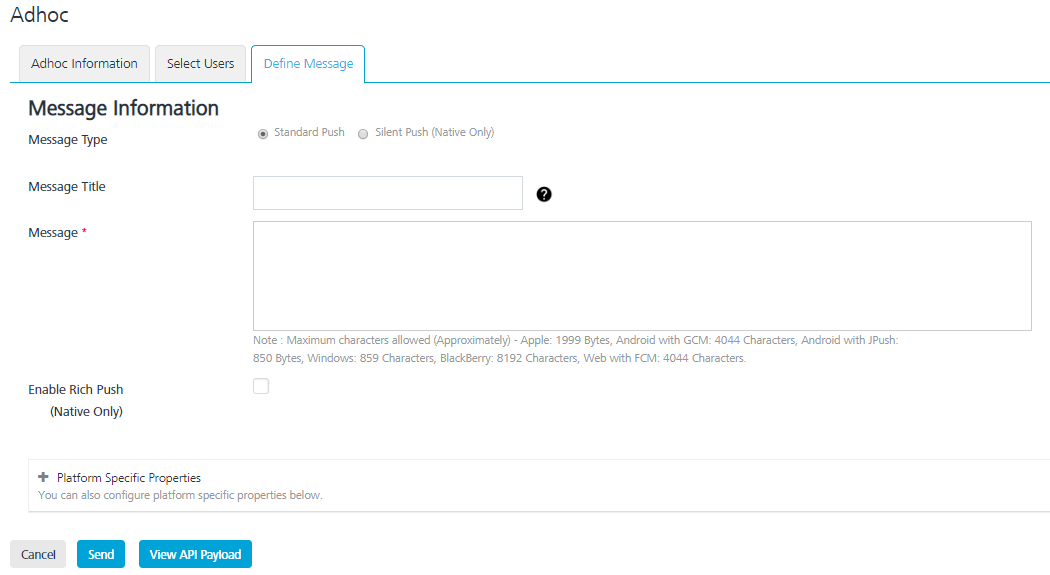 Adhoc
Adhoc Information
Select Users
Define Message
Message Information
Message Type
Standard Push
Silent Push (Native Only)
Message Title
?
Message *
Note : Maximum characters allowed (Approximately) - Apple: 1999 Bytes, Android with GCM: 4044 Characters, Android with JPush:
850 Bytes, Windows: 859 Characters, BlackBerry: 8192 Characters, Web with FCM: 4044 Characters.
Enable Rich Push
(Native Only)
Platform Specific Properties
You can also configure platform specific properties below.
Cancel
Send
View API Payload